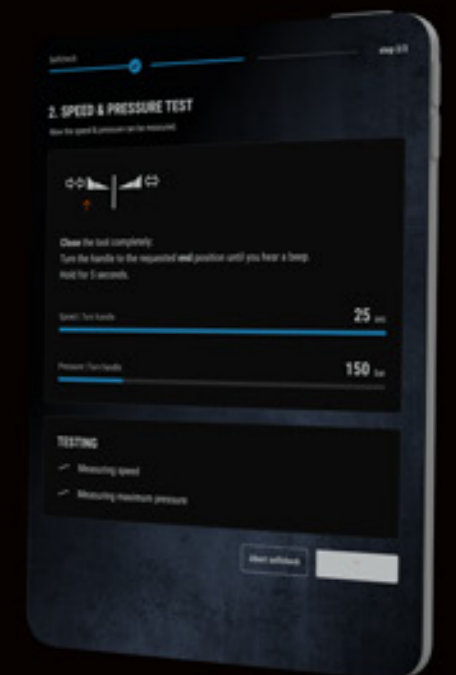 Selfcheck
step 2/3
2. SPEED & PRESSURE TEST
Now the speed & pressure can be measured.
Close the tool completely.
Turn the handle to the requested end position until you hear a beep.
Hold for 5 seconds.
Speed | Turn handle
25 sec
Pressure | Turn handle
150 bar
TESTING
Measuring speed
Measuring maximum pressure
Abort selfcheck